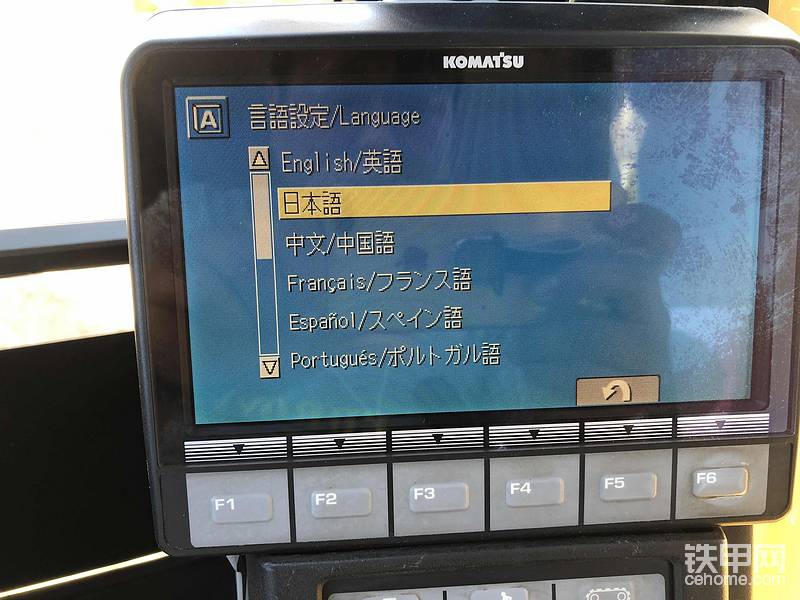 KOMATSU
A 言語設定/Language
English/英語
日本語
中文/中国語
Français/フランス語
Español/スペイン語
Português/ポルトガル語
F1 F2 F3 F4 F5 F6
铁甲网
cehome.com